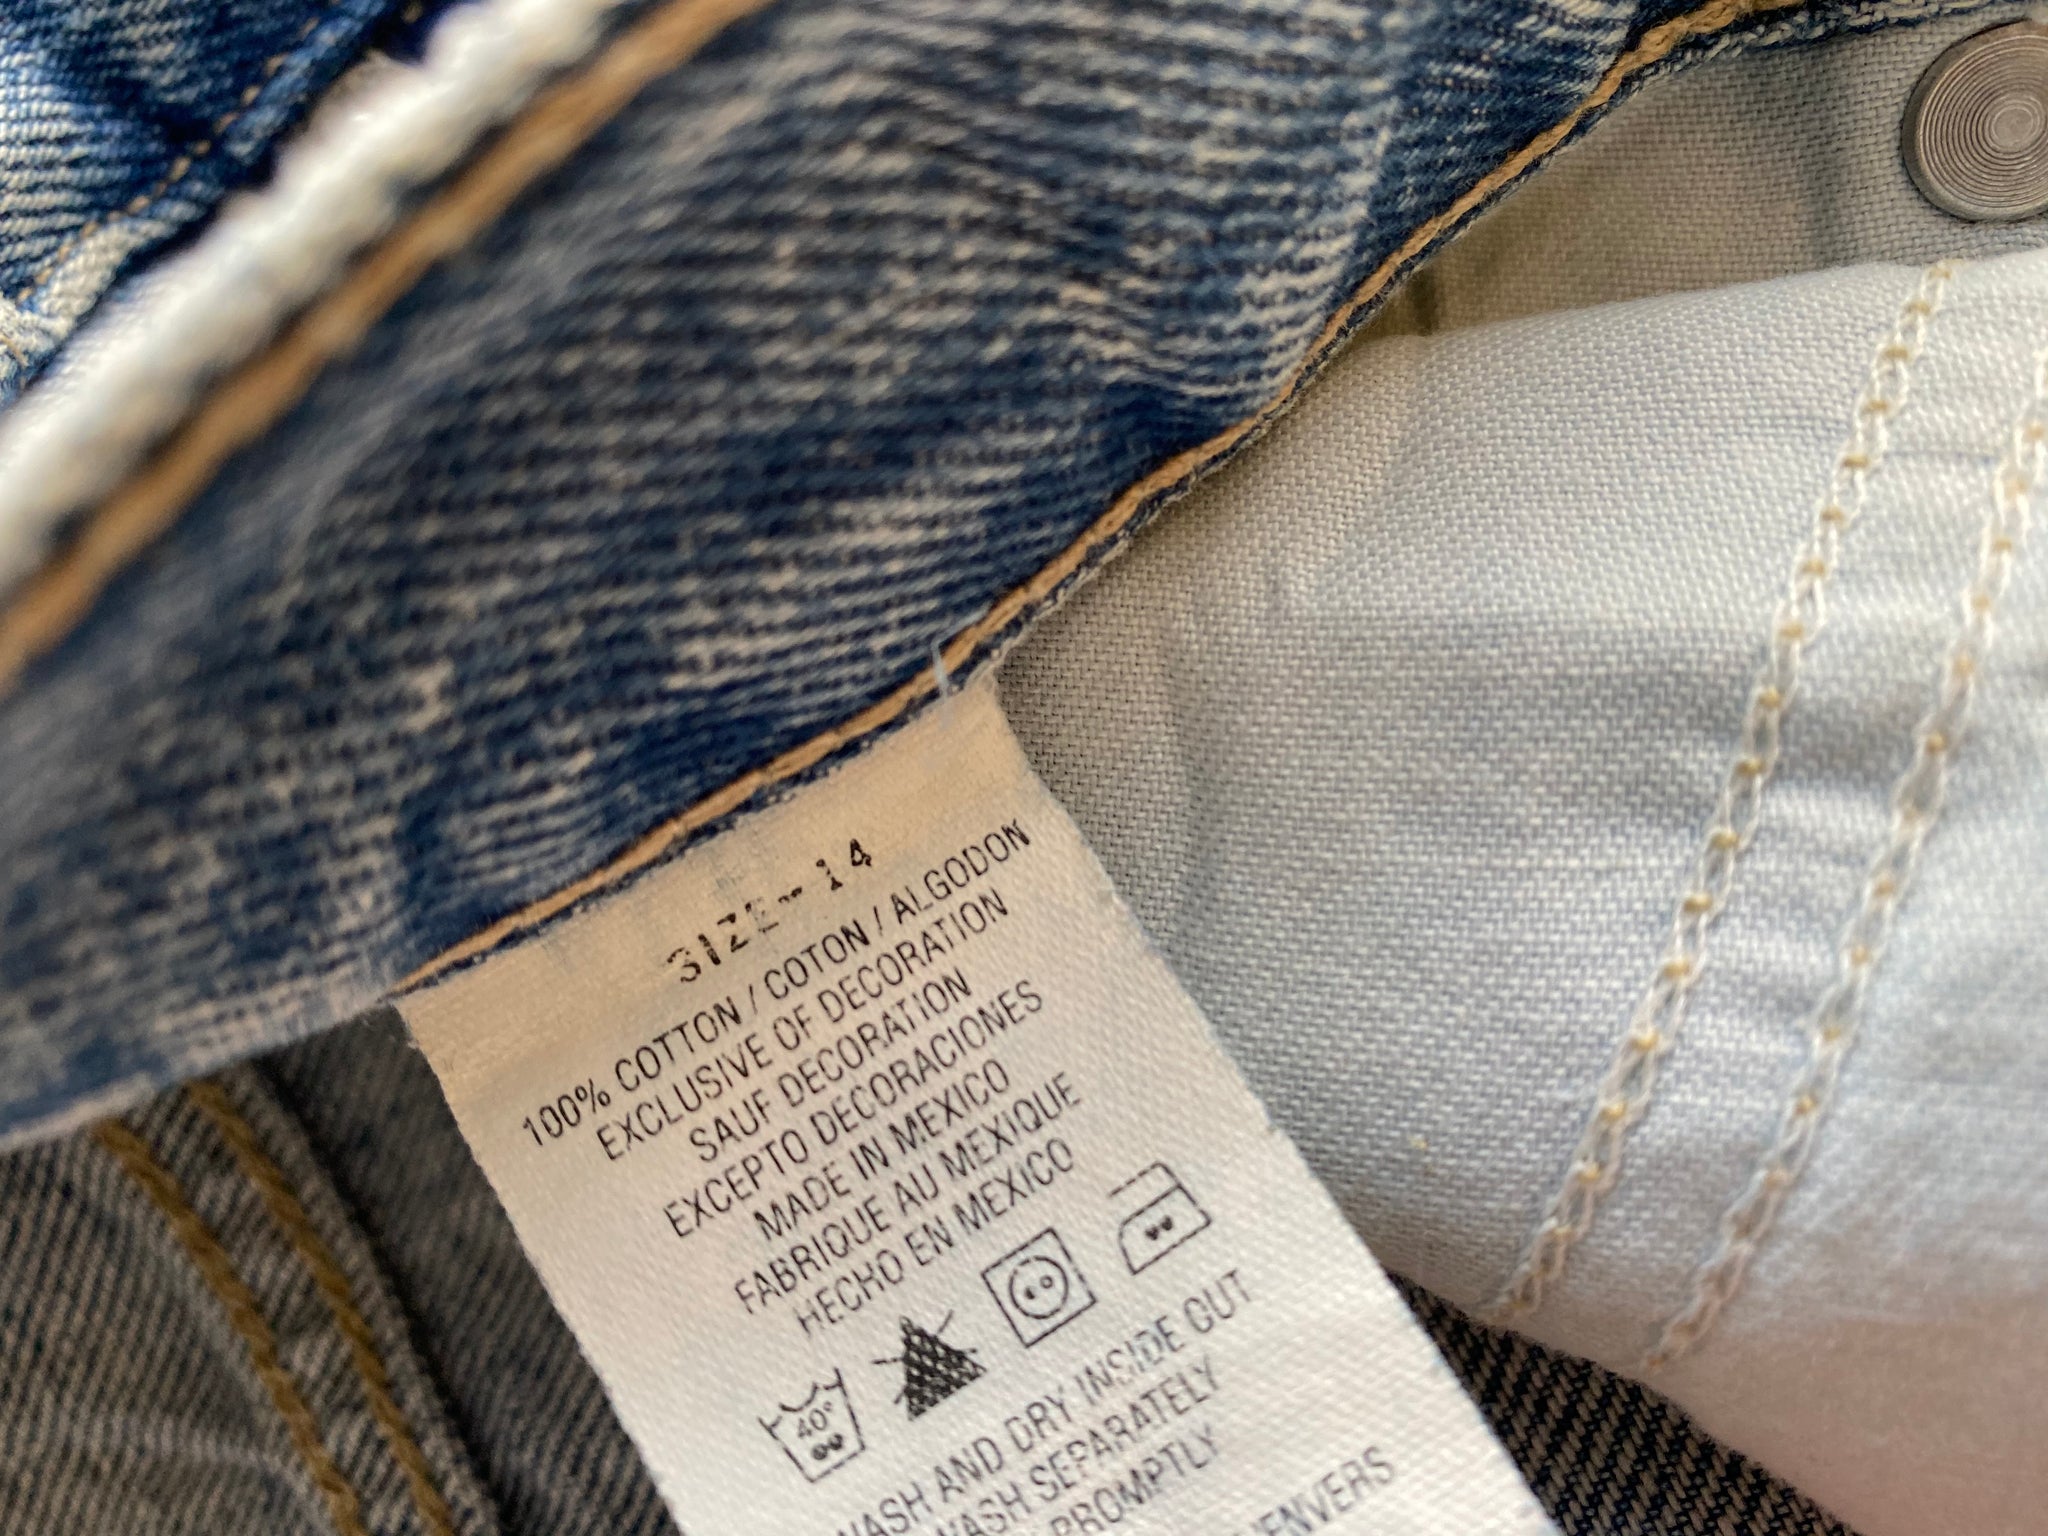 SIZE-14
100% COTTON / COTON / ALGODON
EXCLUSIVE OF DECORATION
SAUF DECORATION
EXCEPTO DECORACIONES
MADE IN MEXICO
FABRIQUE AU MEXIQUE
HECHO EN MEXICO
40°
WASH AND DRY INSIDE OUT
WASH SEPARATELY
PROMPTLY